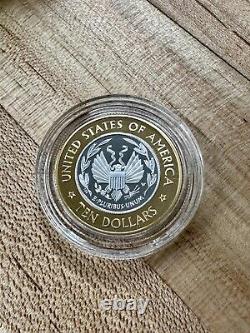 UNITED STATES OF AMERICA
E·PLURIBUS·UNUM
TEN DOLLARS